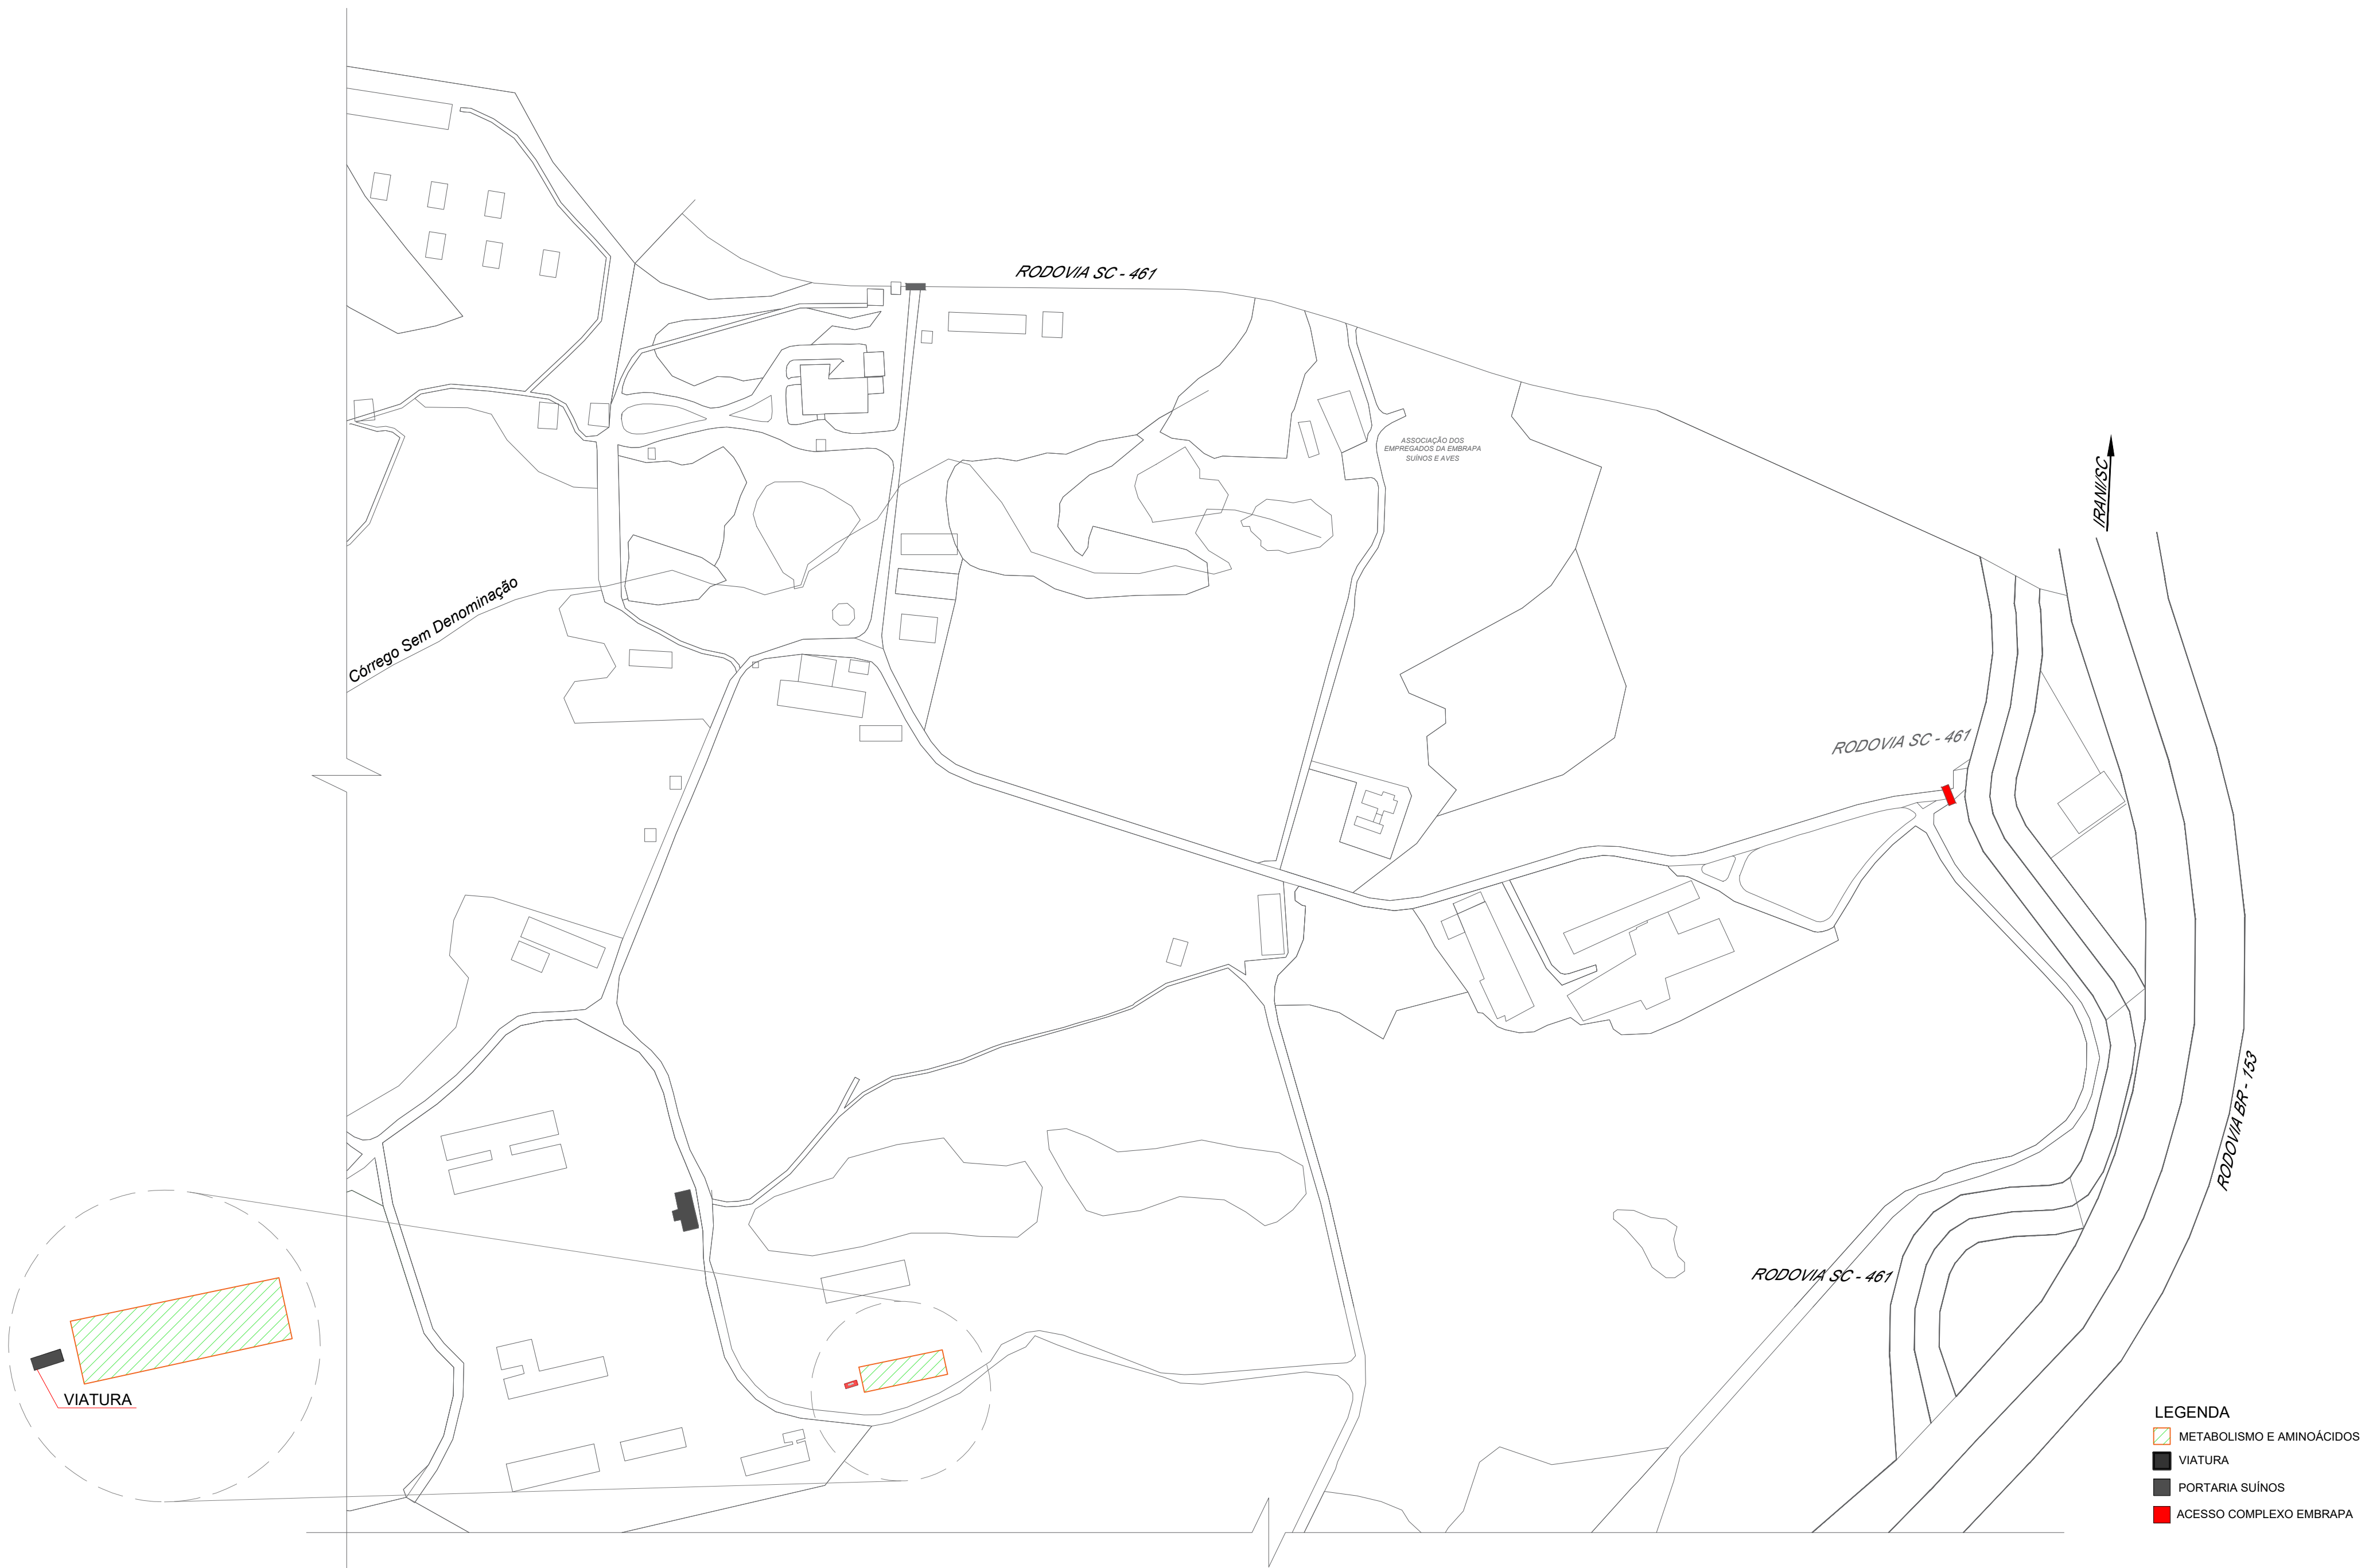 RODOVIA SC - 461
ASSOCIAÇÃO DOS
EMPREGADOS DA EMBRAPA
SUÍNOS E AVES
IRANI/SC
Córrego Sem Denominação
RODOVIA SC - 461
RODOVIA BR - 153
RODOVIA SC - 461
VIATURA
LEGENDA
METABOLISMO E AMINOÁCIDOS
VIATURA
PORTARIA SUÍNOS
ACESSO COMPLEXO EMBRAPA